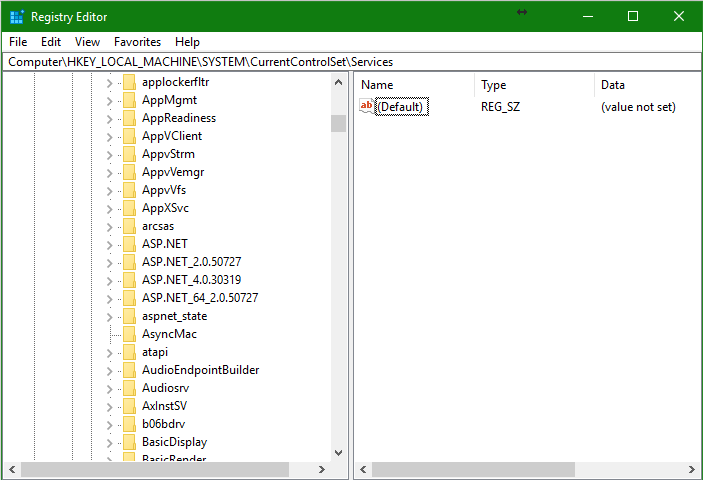 Registry Editor
File Edit View Favorites Help
Computer\HKEY_LOCAL_MACHINE\SYSTEM\CurrentControlSet\Services
applockerfltr
AppMgmt
AppReadiness
AppVClient
AppvStrm
AppvVemgr
AppvVfs
AppXSvc
arcsas
ASP.NET
ASP.NET_2.0.50727
ASP.NET_4.0.30319
ASP.NET_64_2.0.50727
aspnet_state
AsyncMac
atapi
AudioEndpointBuilder
Audiosrv
AxInstSV
b06bdrv
BasicDisplay
BasicRender
Name Type Data
ab (Default) REG_SZ (value not set)